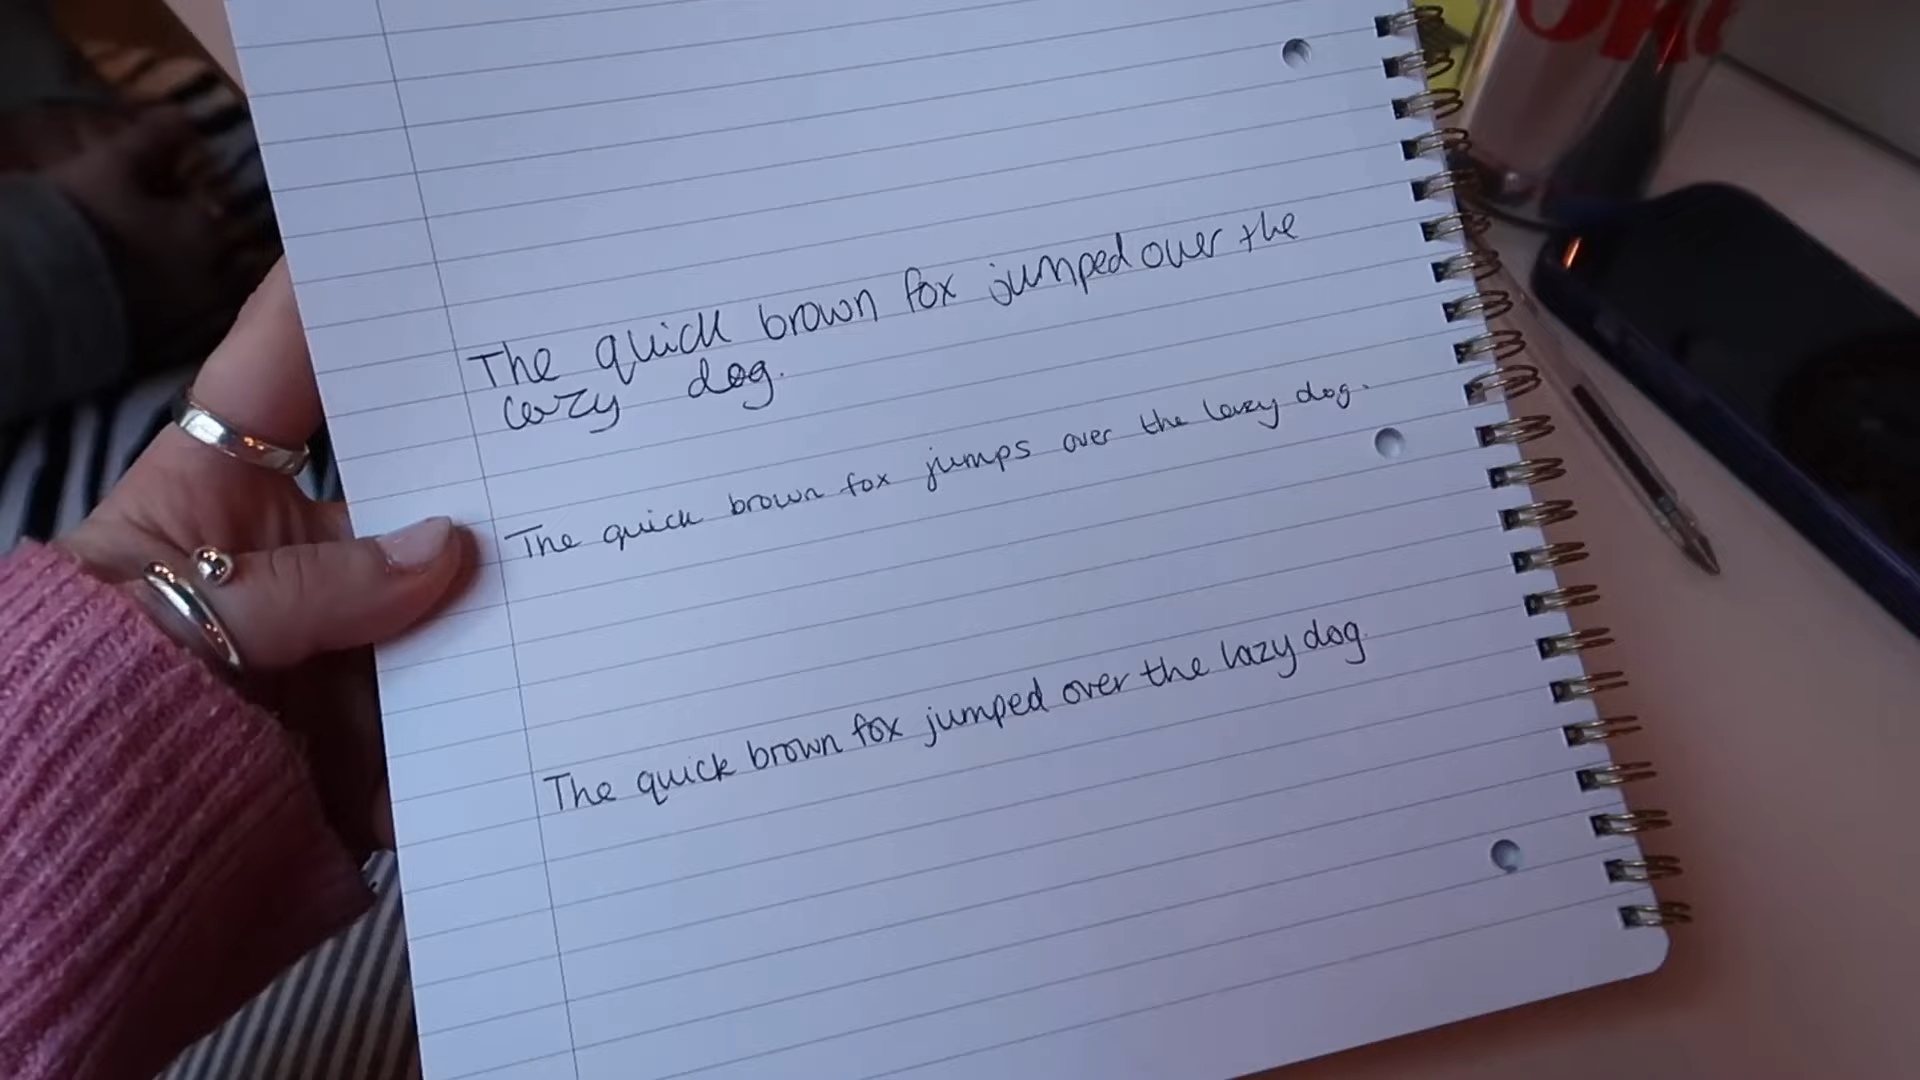 The quick brown fox jumped over the
lazy dog.
The quick brown fox jumps over the lazy dog.
The quick brown fox jumped over the lazy dog.